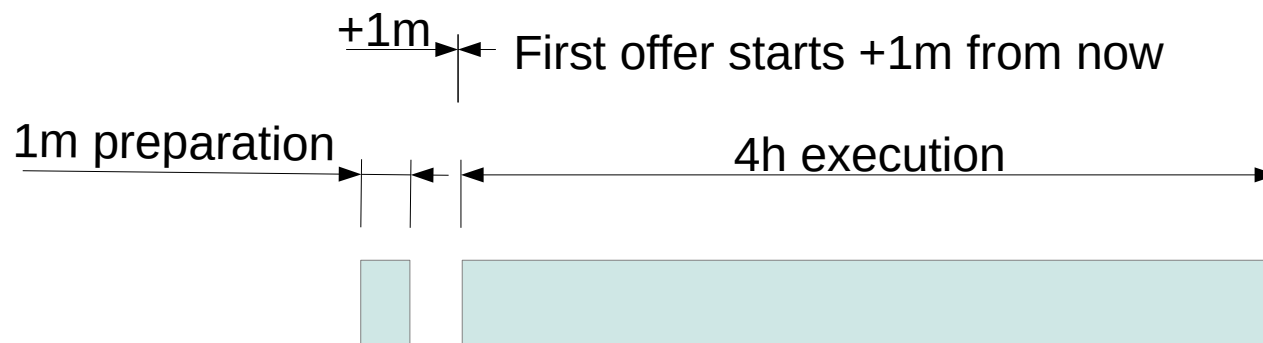 +1m
First offer starts +1m from now
1m preparation
4h execution